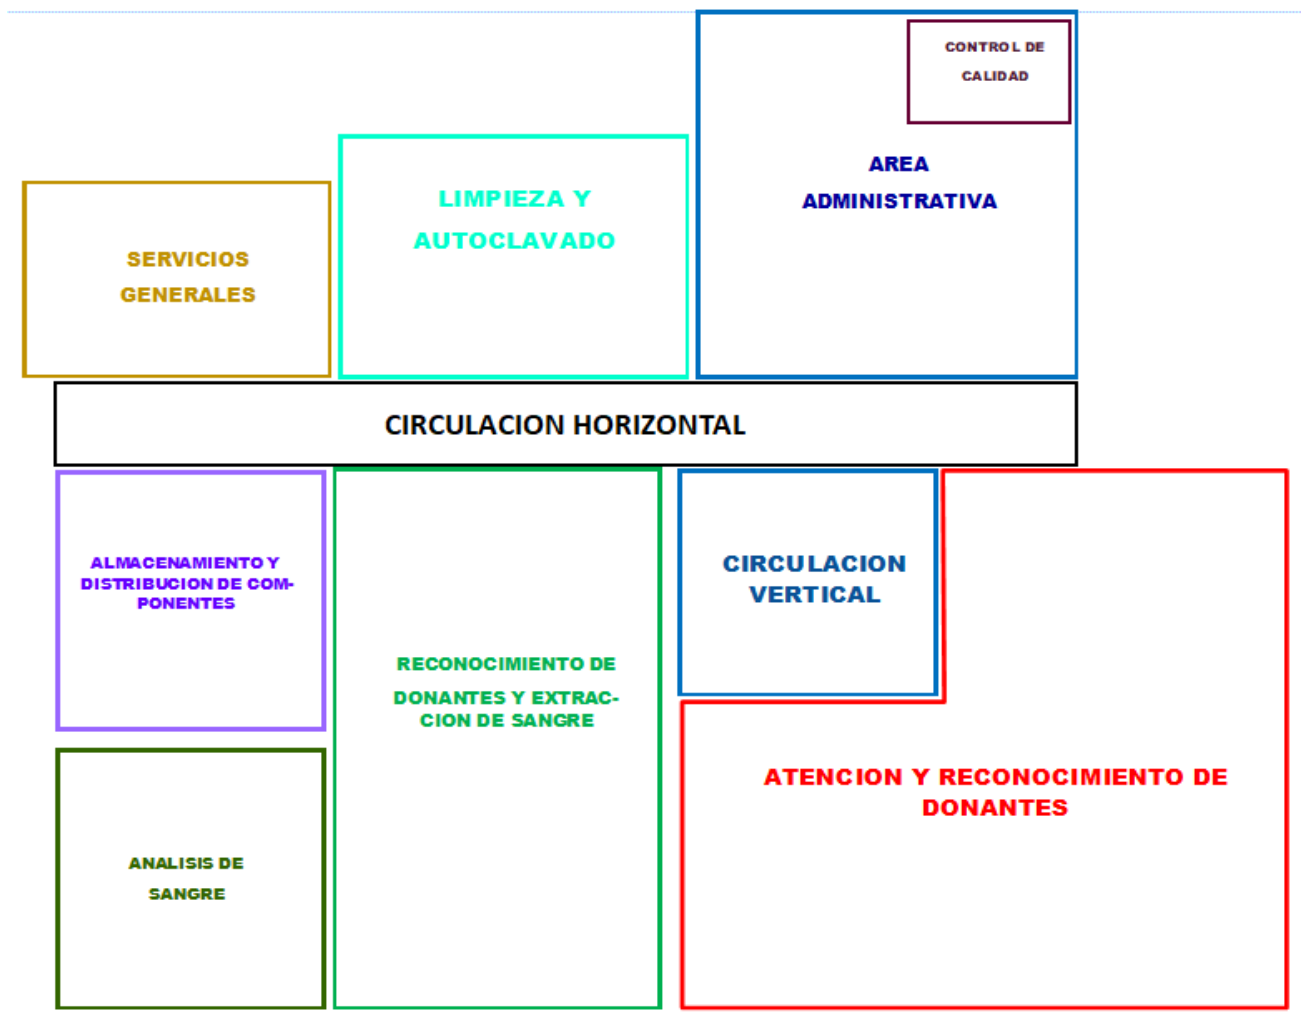 CONTROL DE
CALIDAD
AREA
ADMINISTRATIVA
LIMPIEZA Y
AUTOCLAVADO
SERVICIOS
GENERALES
CIRCULACION HORIZONTAL
ALMACENAMIENTO Y
DISTRIBUCION DE COM-
PONENTES
RECONOCIMIENTO DE
DONANTES Y EXTRAC-
CION DE SANGRE
CIRCULACION
VERTICAL
ATENCION Y RECONOCIMIENTO DE
DONANTES
ANALISIS DE
SANGRE